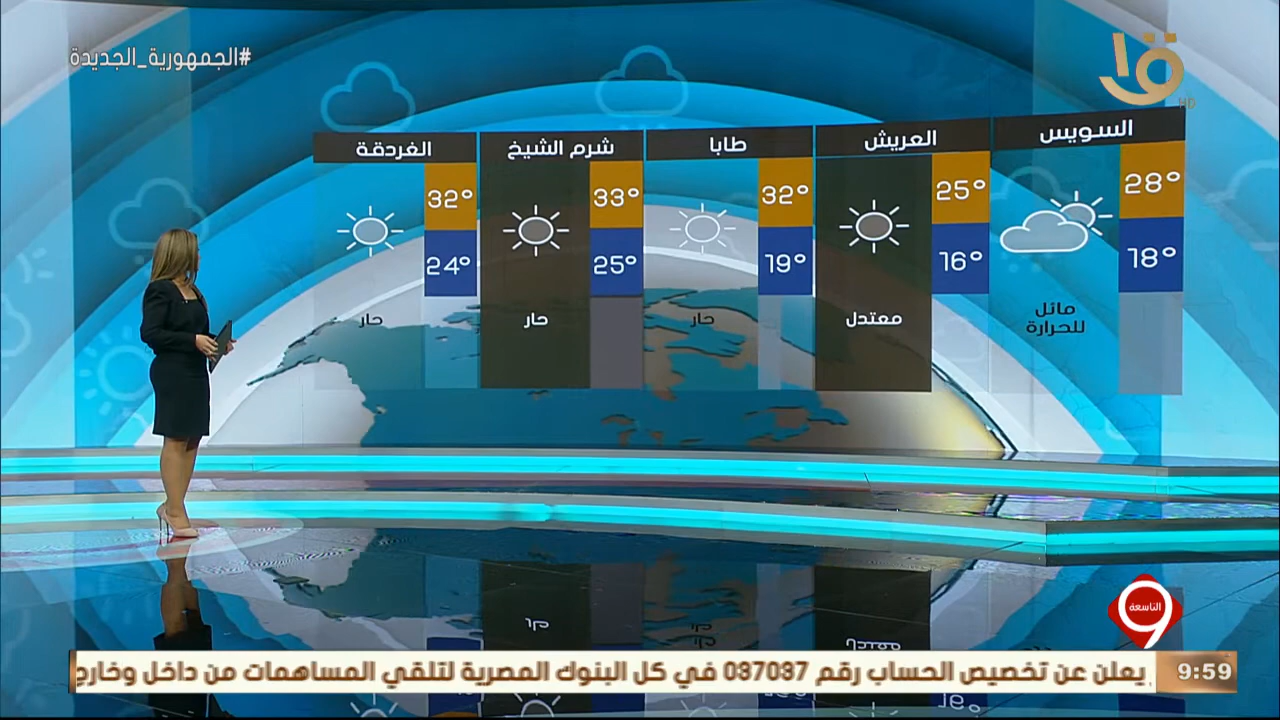 #الجمهورية_الجديدة
HD
السويس
28°
18°
مائل
للحرارة
العريش
25°
16°
معتدل
طابا
32°
19°
حار
شرم الشيخ
33°
25°
حار
الغردقة
32°
24°
حار
التاسعة
9
9:59
يعلن عن تخصيص الحساب رقم 037037 في كل البنوك المصرية لتلقي المساهمات من داخل وخارج